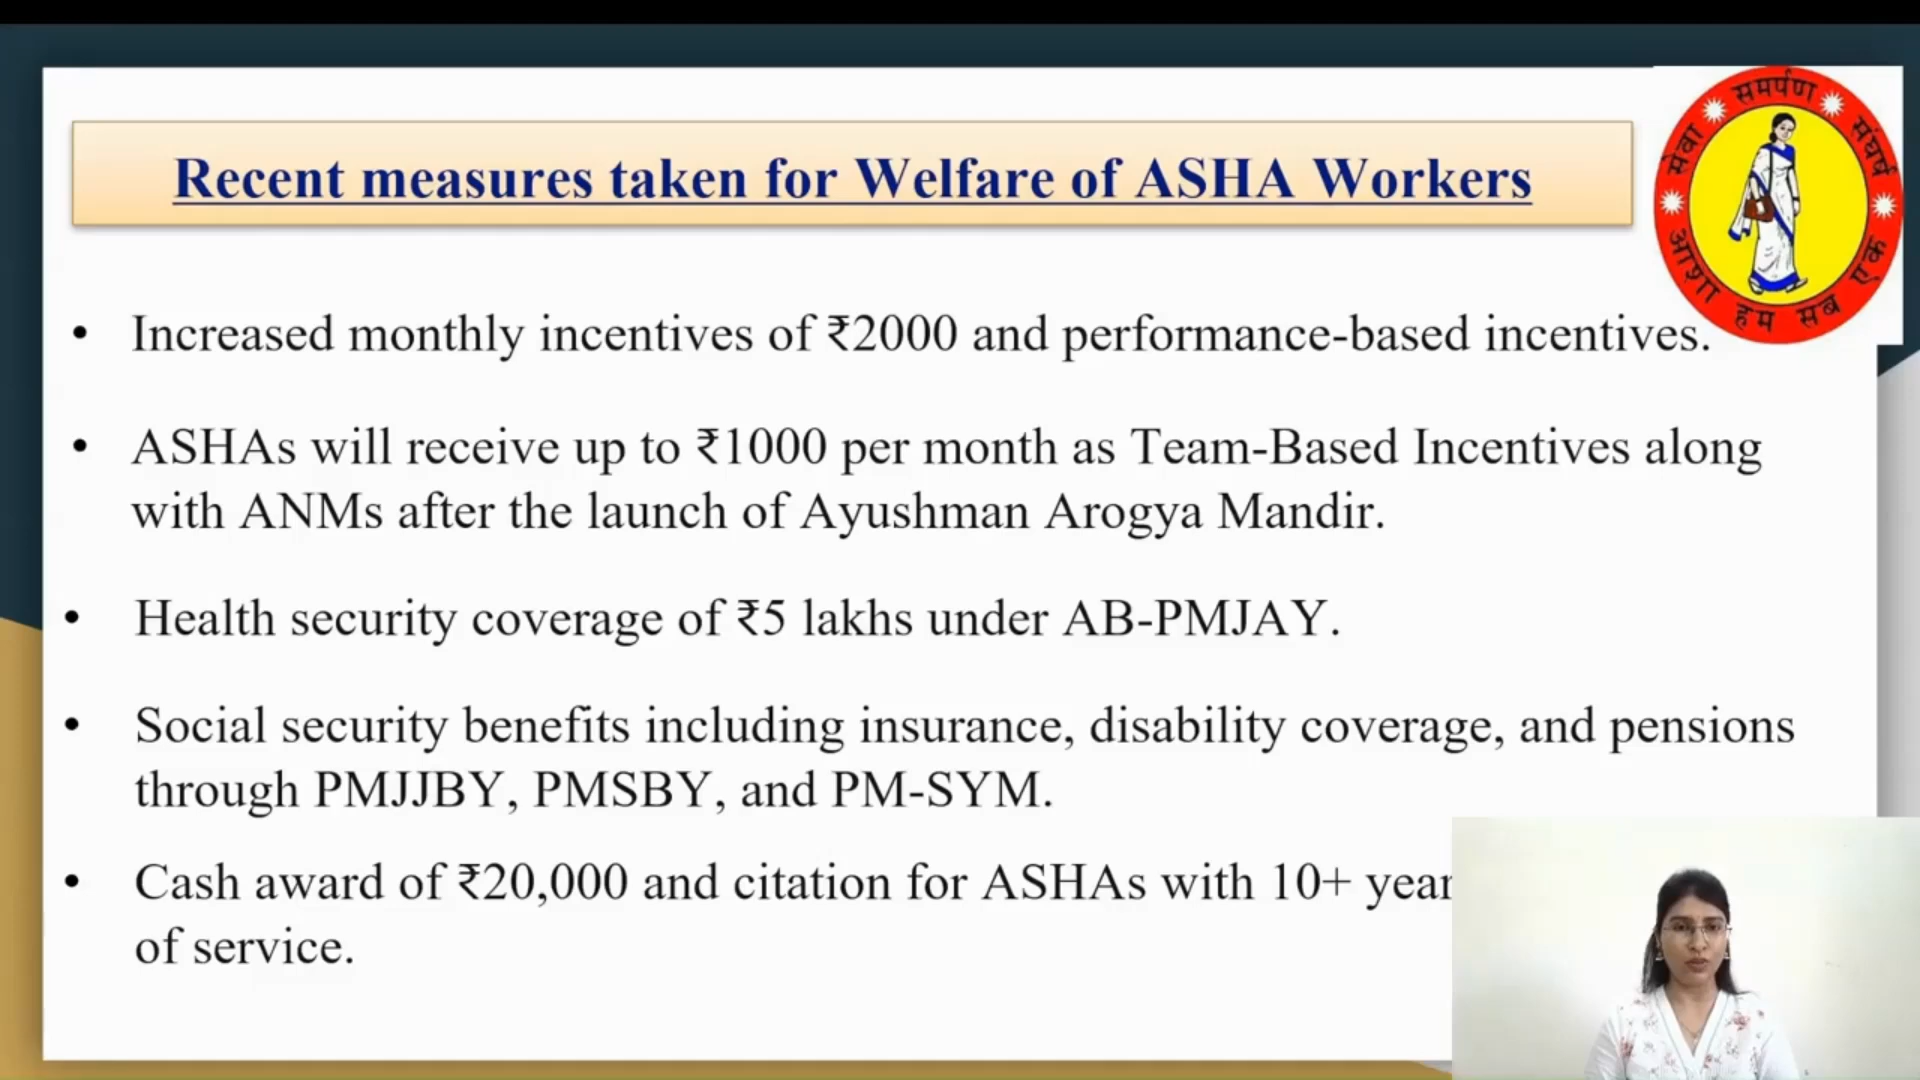 Recent measures taken for Welfare of ASHA Workers
सेवा समर्पण संघर्ष
आशा हम सब एक
• Increased monthly incentives of ₹2000 and performance-based incentives.
• ASHAs will receive up to ₹1000 per month as Team-Based Incentives along
with ANMs after the launch of Ayushman Arogya Mandir.
• Health security coverage of ₹5 lakhs under AB-PMJAY.
• Social security benefits including insurance, disability coverage, and pensions
through PMJJBY, PMSBY, and PM-SYM.
• Cash award of ₹20,000 and citation for ASHAs with 10+ year
of service.